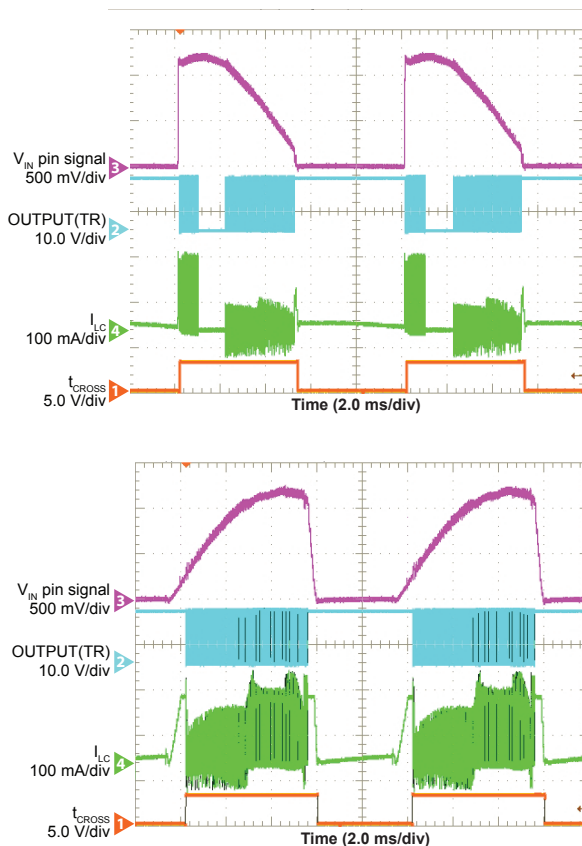 V_IN pin signal
3
500 mV/div
OUTPUT(TR)
2
10.0 V/div
I_LC
4
100 mA/div
t_CROSS
1
5.0 V/div
Time (2.0 ms/div)
V_IN pin signal
3
500 mV/div
OUTPUT(TR)
2
10.0 V/div
I_LC
4
100 mA/div
t_CROSS
1
5.0 V/div
Time (2.0 ms/div)